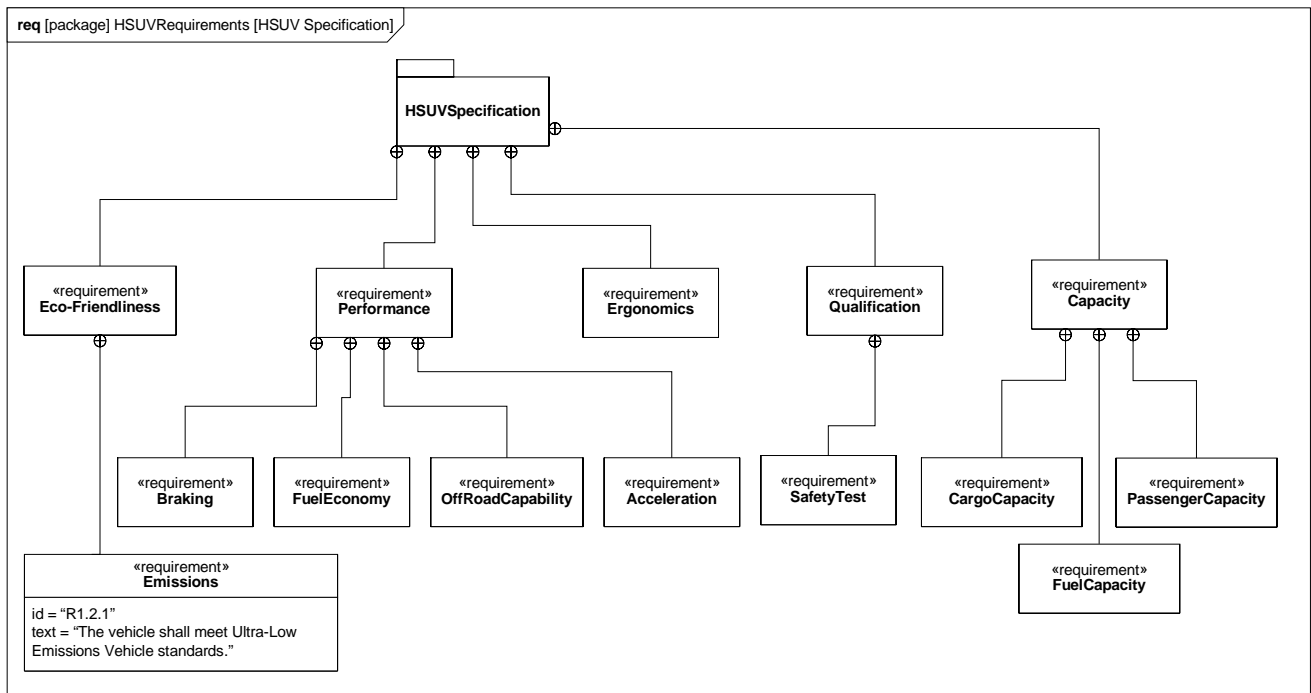 req [package] HSUVRequirements [HSUV Specification]
HSUVSpecification
«requirement»
Eco-Friendliness
«requirement»
Performance
«requirement»
Ergonomics
«requirement»
Qualification
«requirement»
Capacity
«requirement»
Braking
«requirement»
FuelEconomy
«requirement»
OffRoadCapability
«requirement»
Acceleration
«requirement»
SafetyTest
«requirement»
CargoCapacity
«requirement»
PassengerCapacity
«requirement»
FuelCapacity
«requirement»
Emissions
id = “R1.2.1”
text = “The vehicle shall meet Ultra-Low
Emissions Vehicle standards.”